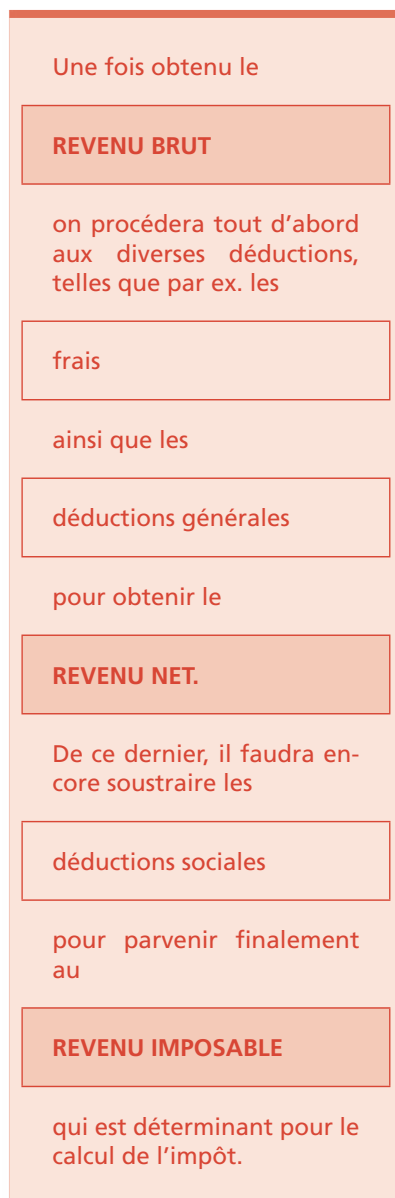 Une fois obtenu le
REVENU BRUT
on procédera tout d'abord
aux diverses déductions,
telles que par ex. les
frais
ainsi que les
déductions générales
pour obtenir le
REVENU NET.
De ce dernier, il faudra en-
core soustraire les
déductions sociales
pour parvenir finalement
au
REVENU IMPOSABLE
qui est déterminant pour le
calcul de l'impôt.